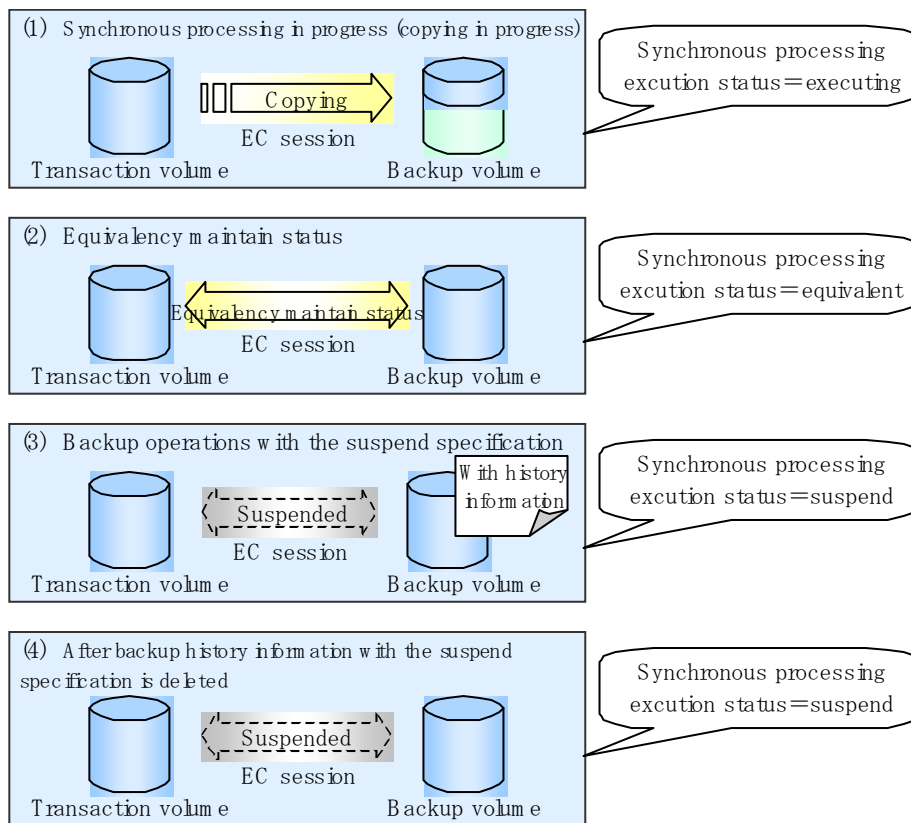 (1) Synchronous processing in progress (copying in progress)
Copying
EC session
Transaction volume
Backup volume
Synchronous processing
excution status＝executing
(2) Equivalency maintain status
Equivalency maintain status
EC session
Transaction volume
Backup volume
Synchronous processing
excution status＝equivalent
(3) Backup operations with the suspend specification
With history
information
Suspended
EC session
Transaction volume
Backup volume
Synchronous processing
excution status＝suspend
(4) After backup history information with the suspend
specification is deleted
Suspended
EC session
Transaction volume
Backup volume
Synchronous processing
excution status＝suspend